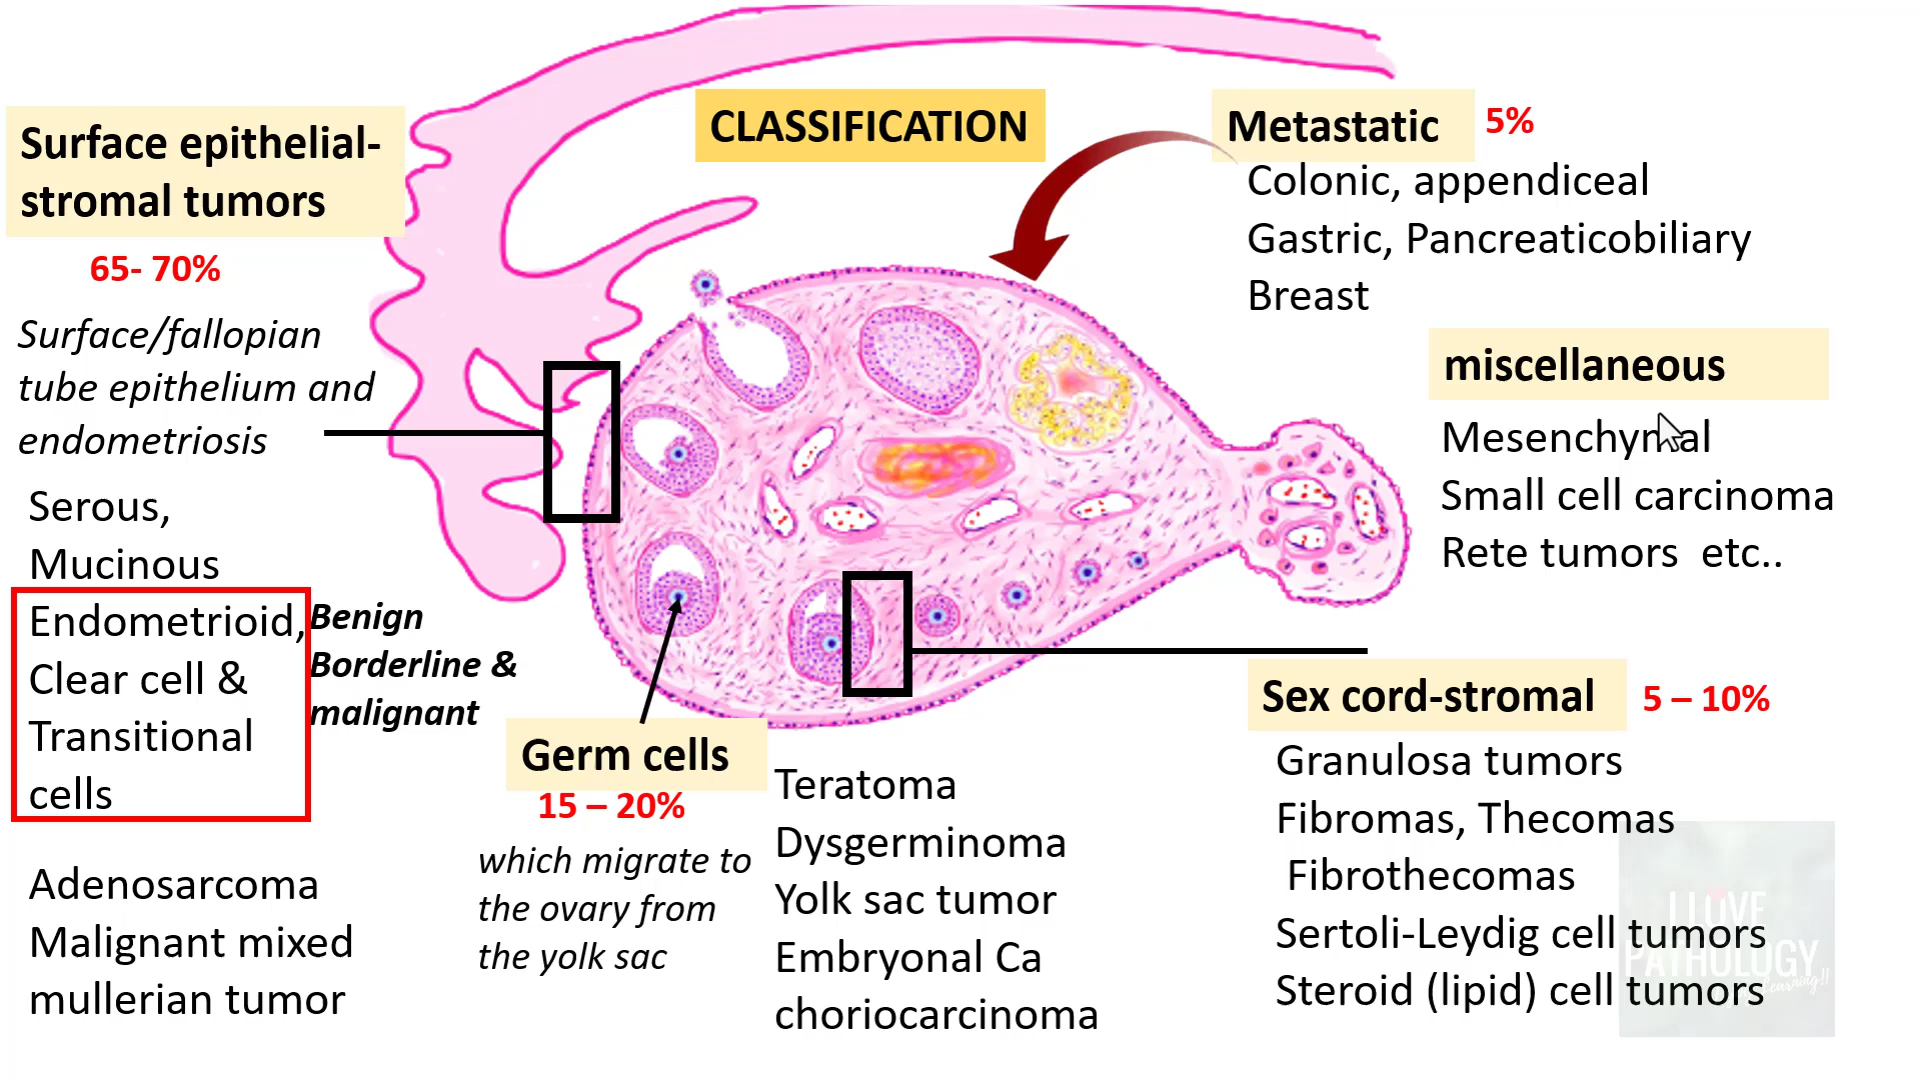 CLASSIFICATION
Surface epithelial-
stromal tumors
65- 70%
Surface/fallopian
tube epithelium and
endometriosis
Serous,
Mucinous
Endometrioid,
Clear cell &
Transitional
cells
Benign
Borderline &
malignant
Adenosarcoma
Malignant mixed
mullerian tumor
Germ cells
15 – 20%
which migrate to
the ovary from
the yolk sac
Teratoma
Dysgerminoma
Yolk sac tumor
Embryonal Ca
choriocarcinoma
Metastatic 5%
Colonic, appendiceal
Gastric, Pancreaticobiliary
Breast
miscellaneous
Mesenchymal
Small cell carcinoma
Rete tumors etc..
Sex cord-stromal 5 – 10%
Granulosa tumors
Fibromas, Thecomas
Fibrothecomas
Sertoli-Leydig cell tumors
Steroid (lipid) cell tumors
I LOVE
PATHOLOGY